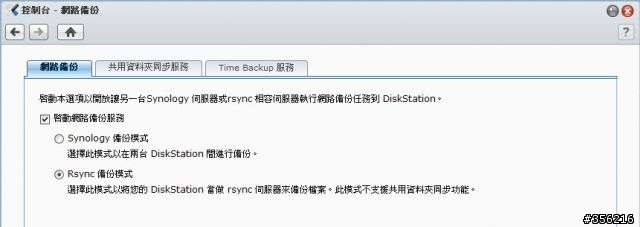 控制台 - 網路備份
?
網路備份 共用資料夾同步服務 Time Backup 服務
啓動本選項以開放讓另一台Synology 伺服器或rsync 相容伺服器執行網路備份任務到 DiskStation。
啓動網路備份服務
Synology 備份模式
選擇此模式以在兩台 DiskStation 間進行備份。
Rsync 備份模式
選擇此模式以將您的 DiskStation 當做 rsync 伺服器來備份檔案。此模式不支援共用資料夾同步功能。
#356216